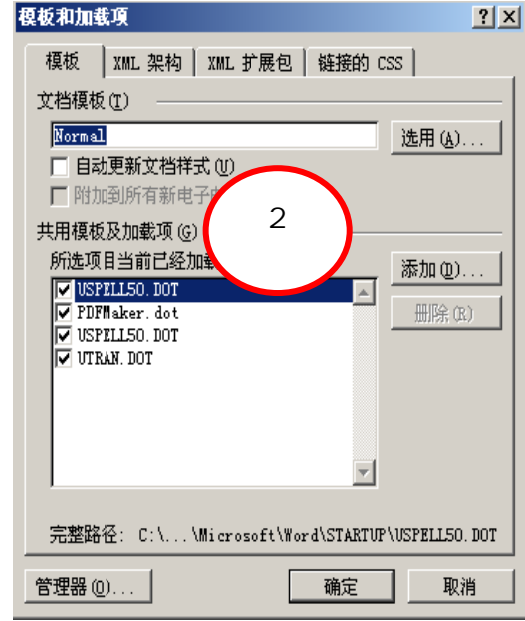 模板和加载项
模板 XML 架构 XML 扩展包 链接的 CSS
文档模板(T)
Normal 选用(A)...
自动更新文档样式(U)
附加到所有新电子
2
共用模板及加载项(G)
所选项目当前已经加载
添加(D)...
USPELL50.DOT
PDFMaker.dot
删除(R)
USPELL50.DOT
UTRAN.DOT
完整路径: C:\...\Microsoft\Word\STARTUP\USPELL50.DOT
管理器(O)... 确定 取消